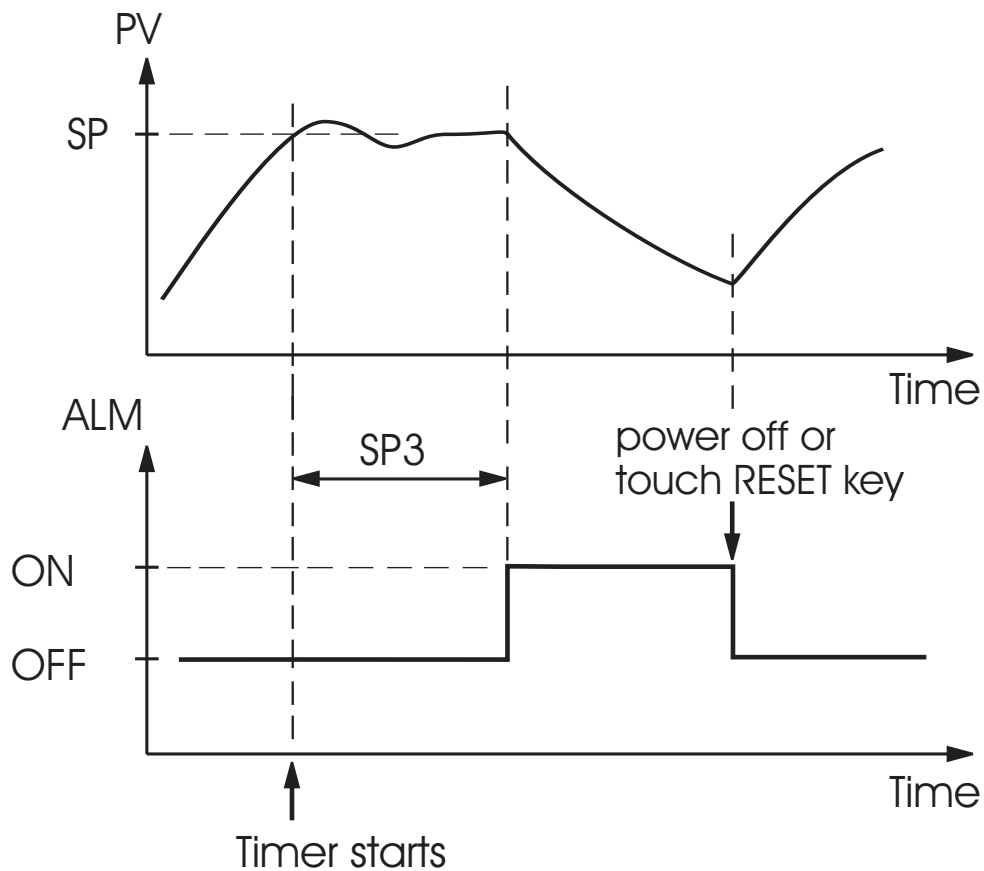 PV
SP
Time
ALM
SP3
power off or
touch RESET key
ON
OFF
Time
Timer starts